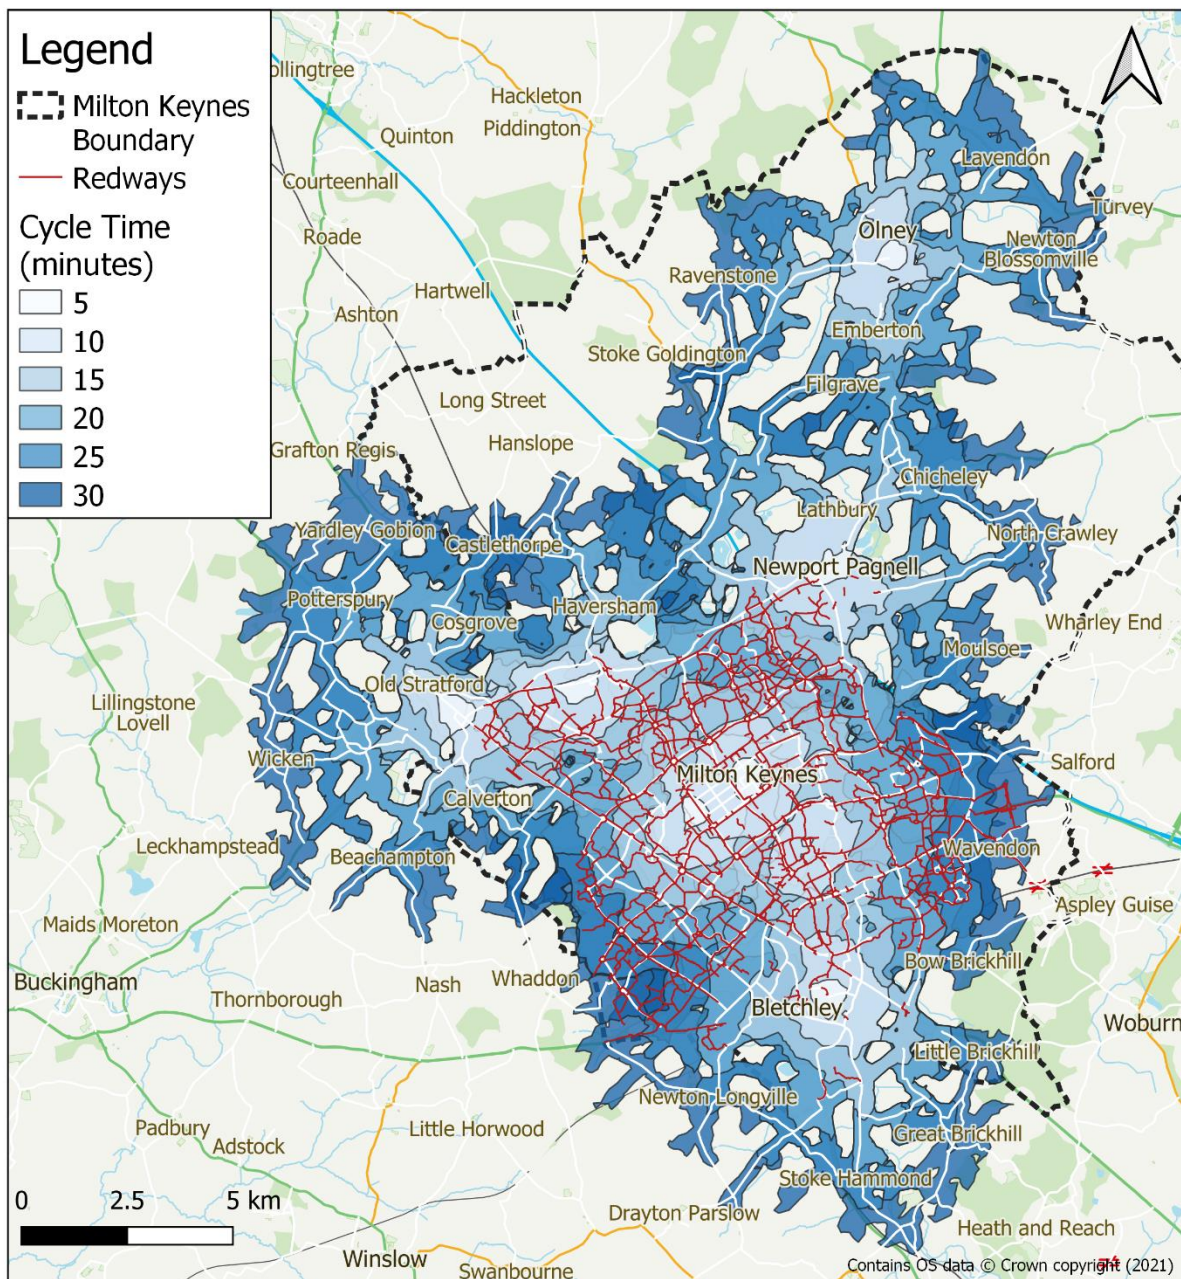 Legend
Milton Keynes
Boundary
Redways
Cycle Time
(minutes)
5
10
15
20
25
30
ollingtree
Hackleton
Piddington
Quinton
Courteenhall
Roade
Hartwell
Ashton
Long Street
Hanslope
Grafton Regis
Lavendon
Turvey
Olney
Newton
Blossomville
Ravenstone
Emberton
Stoke Goldington
Filgrave
Chicheley
Lathbury
North Crawley
Yardley Gobion
Castlethorpe
Newport Pagnell
Potterspury
Cosgrove
Haversham
Wharley End
Moulsoe
Old Stratford
Lillingstone
Lovell
Wicken
Milton Keynes
Salford
Calverton
Leckhampstead
Beachampton
Wavendon
Aspley Guise
Maids Moreton
Buckingham
Nash
Whaddon
Bow Brickhill
Thornborough
Bletchley
Woburn
Little Brickhill
Newton Longville
Padbury
Adstock
Little Horwood
Great Brickhill
Stoke Hammond
Drayton Parslow
Heath and Reach
0 2.5 5 km
Winslow
Swanbourne
Contains OS data © Crown copyright (2021)